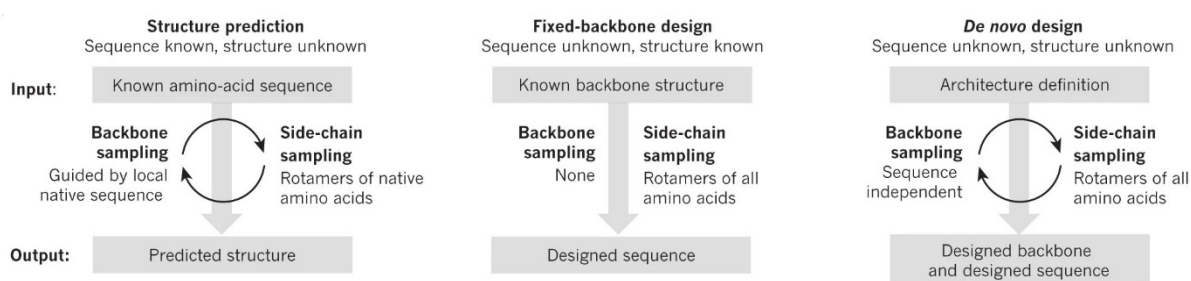 Structure prediction
Sequence known, structure unknown
Input:
Known amino-acid sequence
Backbone
sampling
Guided by local
native sequence
Side-chain
sampling
Rotamers of native
amino acids
Output:
Predicted structure
Fixed-backbone design
Sequence unknown, structure known
Known backbone structure
Backbone
sampling
None
Side-chain
sampling
Rotamers of all
amino acids
Designed sequence
De novo design
Sequence unknown, structure unknown
Architecture definition
Backbone
sampling
Sequence
independent
Side-chain
sampling
Rotamers of all
amino acids
Designed backbone
and designed sequence